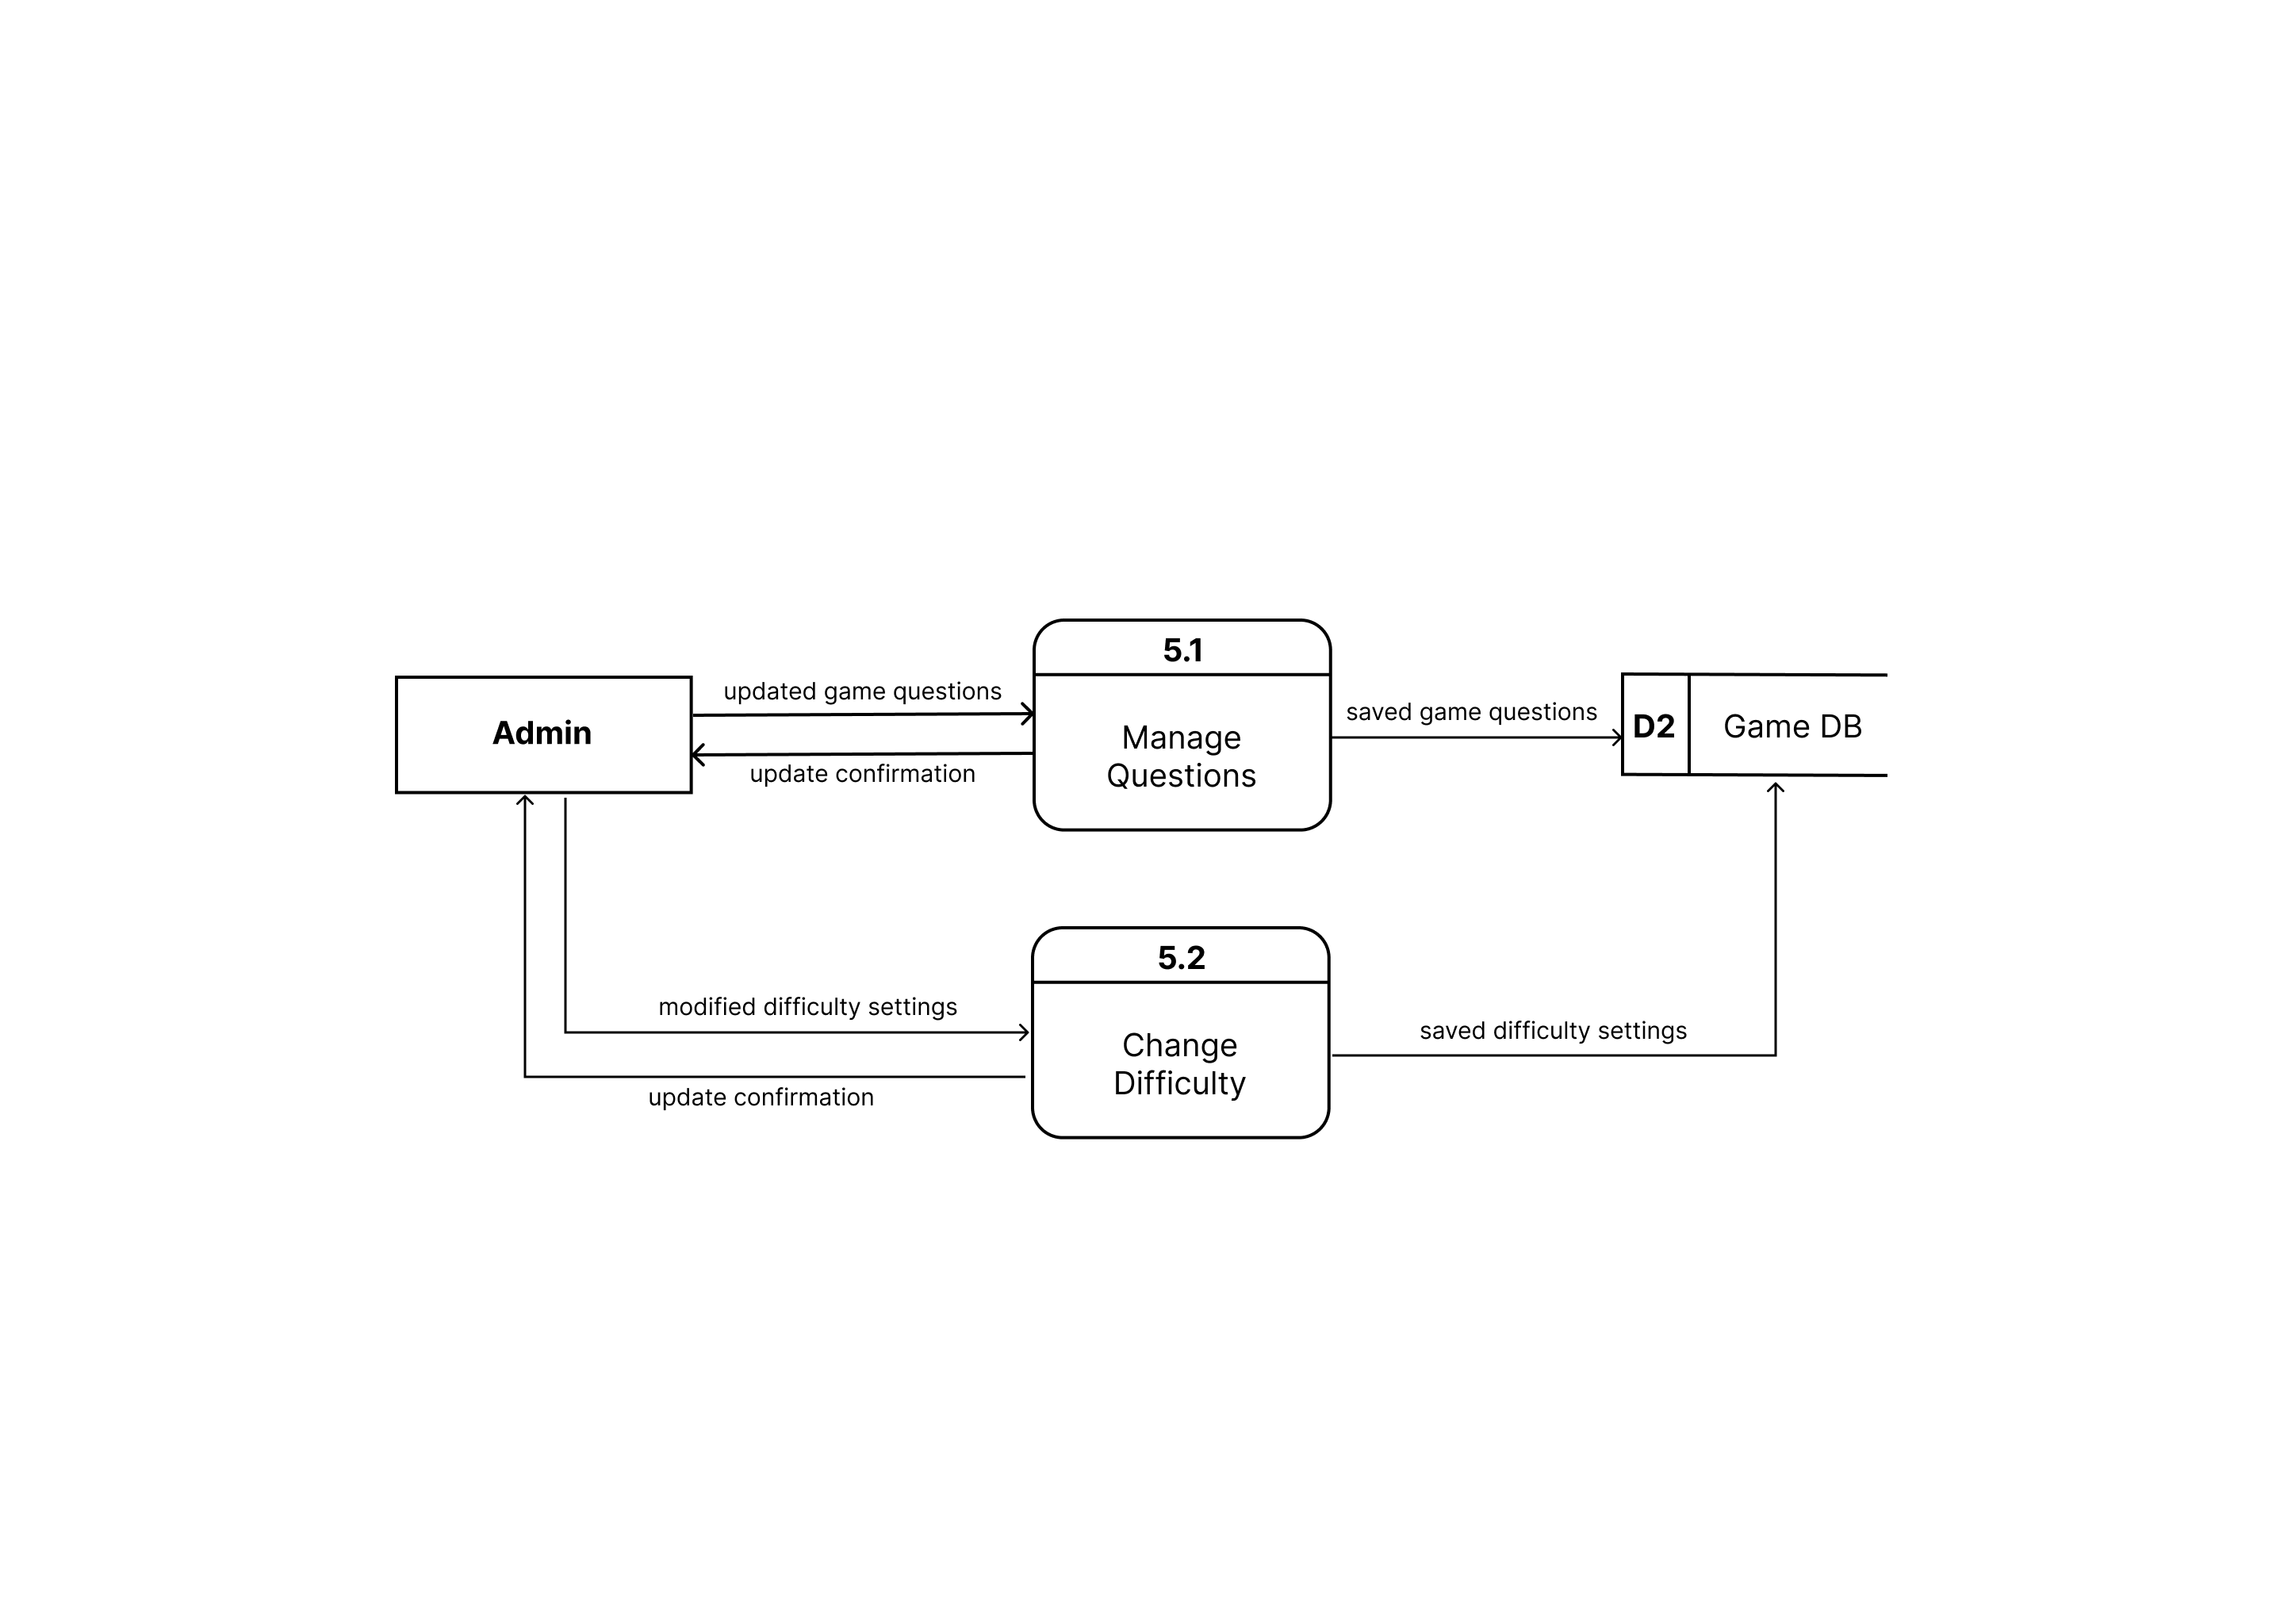 5.1
updated game questions
Admin
Manage
Questions
update confirmation
saved game questions
D2
Game DB
5.2
modified difficulty settings
Change
Difficulty
saved difficulty settings
update confirmation